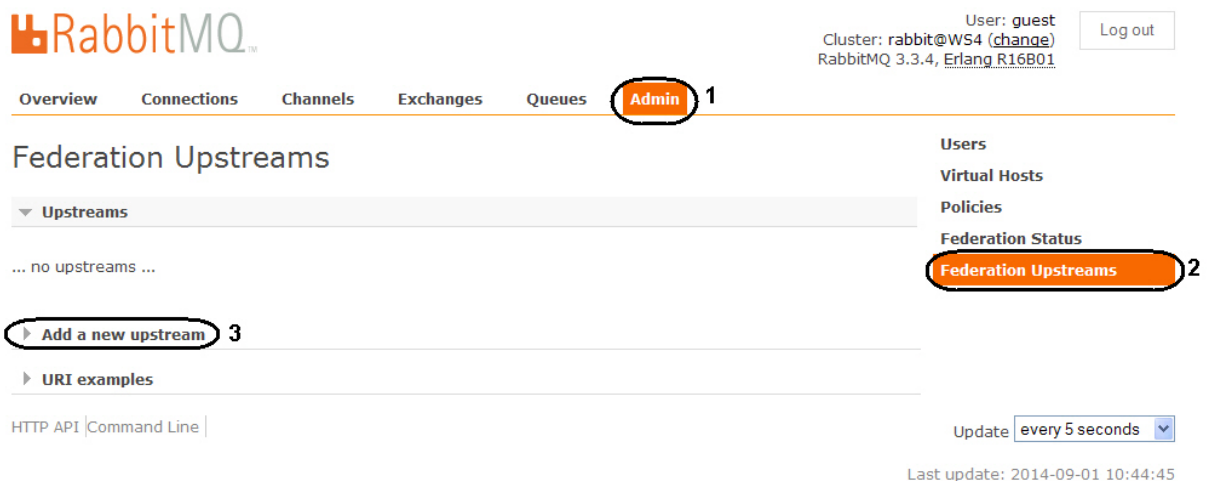 RabbitMQ™
User: guest
Cluster: rabbit@WS4 (change)
RabbitMQ 3.3.4, Erlang R16B01
Log out
Overview Connections Channels Exchanges Queues Admin 1
Federation Upstreams
Upstreams
... no upstreams ...
Add a new upstream 3
URI examples
HTTP API Command Line
Users
Virtual Hosts
Policies
Federation Status
Federation Upstreams 2
Update every 5 seconds
Last update: 2014-09-01 10:44:45